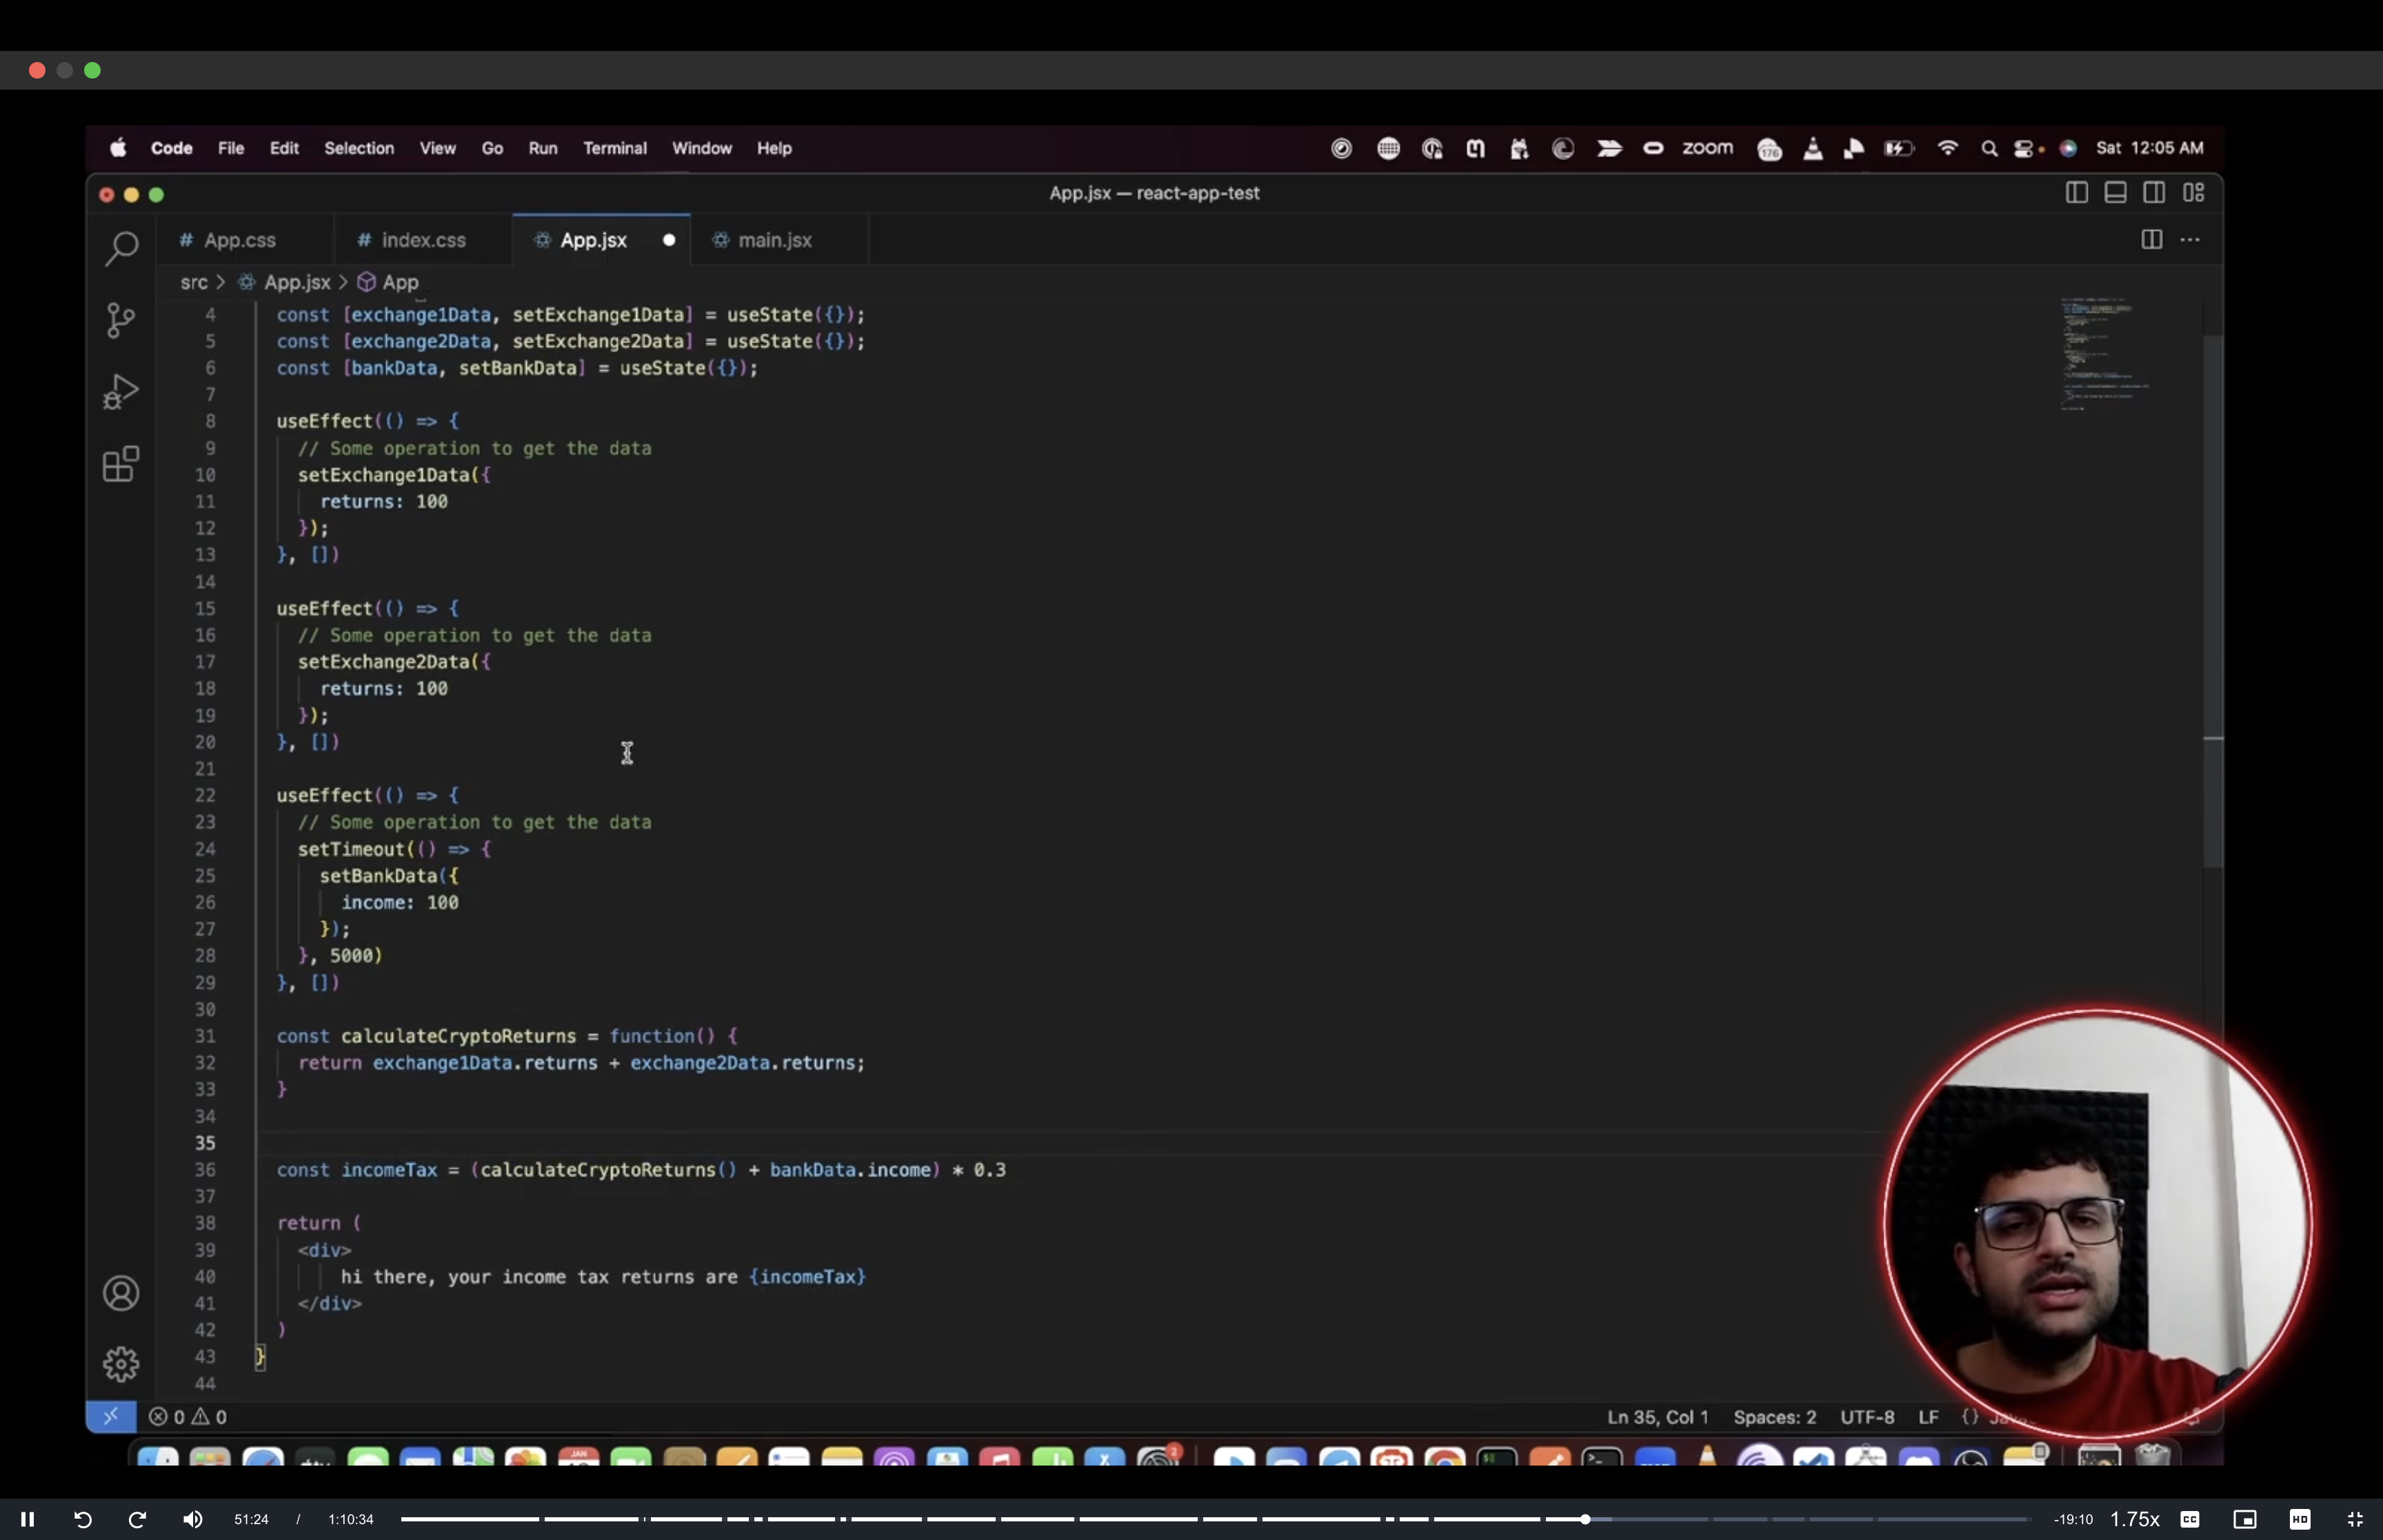 Code File Edit Selection View Go Run Terminal Window Help zoom 176 Sat 12:05 AM
App.jsx — react-app-test
# App.css # index.css App.jsx main.jsx
src > App.jsx > App
4 const [exchange1Data, setExchange1Data] = useState({});
5 const [exchange2Data, setExchange2Data] = useState({});
6 const [bankData, setBankData] = useState({});
7
8 useEffect(() => {
9 // Some operation to get the data
10 setExchange1Data({
11 returns: 100
12 });
13 }, [])
14
15 useEffect(() => {
16 // Some operation to get the data
17 setExchange2Data({
18 returns: 100
19 });
20 }, [])
21
22 useEffect(() => {
23 // Some operation to get the data
24 setTimeout(() => {
25 setBankData({
26 income: 100
27 });
28 }, 5000)
29 }, [])
30
31 const calculateCryptoReturns = function() {
32 return exchange1Data.returns + exchange2Data.returns;
33 }
34
35
36 const incomeTax = (calculateCryptoReturns() + bankData.income) * 0.3
37
38 return (
39 <div>
40 hi there, your income tax returns are {incomeTax}
41 </div>
42 )
43 }
44
0 0 Ln 35, Col 1 Spaces: 2 UTF-8 LF {}
JAN 2
51:24 / 1:10:34 -19:10 1.75x CC HD